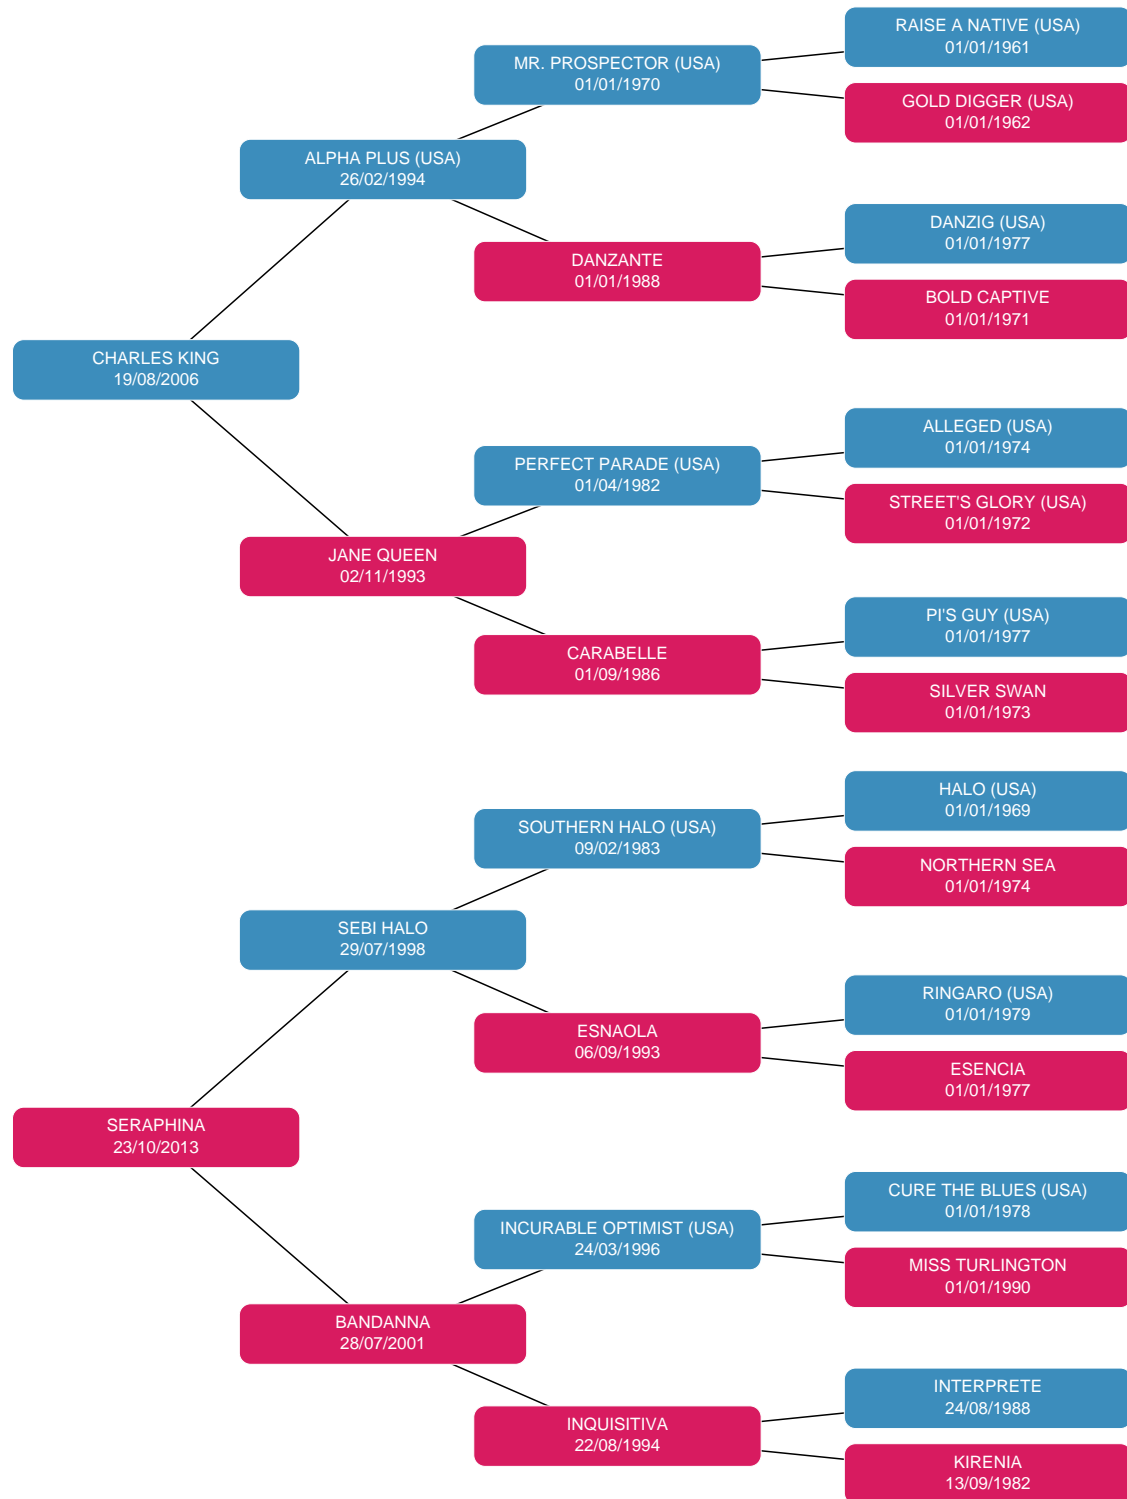 RAISE A NATIVE (USA)
01/01/1961
MR. PROSPECTOR (USA)
01/01/1970
GOLD DIGGER (USA)
01/01/1962
ALPHA PLUS (USA)
26/02/1994
DANZIG (USA)
01/01/1977
DANZANTE
01/01/1988
BOLD CAPTIVE
01/01/1971
CHARLES KING
19/08/2006
ALLEGED (USA)
01/01/1974
PERFECT PARADE (USA)
01/04/1982
STREET'S GLORY (USA)
01/01/1972
JANE QUEEN
02/11/1993
PI'S GUY (USA)
01/01/1977
CARABELLE
01/09/1986
SILVER SWAN
01/01/1973
HALO (USA)
01/01/1969
SOUTHERN HALO (USA)
09/02/1983
NORTHERN SEA
01/01/1974
SEBI HALO
29/07/1998
RINGARO (USA)
01/01/1979
ESNAOLA
06/09/1993
ESENCIA
01/01/1977
SERAPHINA
23/10/2013
CURE THE BLUES (USA)
01/01/1978
INCURABLE OPTIMIST (USA)
24/03/1996
MISS TURLINGTON
01/01/1990
BANDANNA
28/07/2001
INTERPRETE
24/08/1988
INQUISITIVA
22/08/1994
KIRENIA
13/09/1982